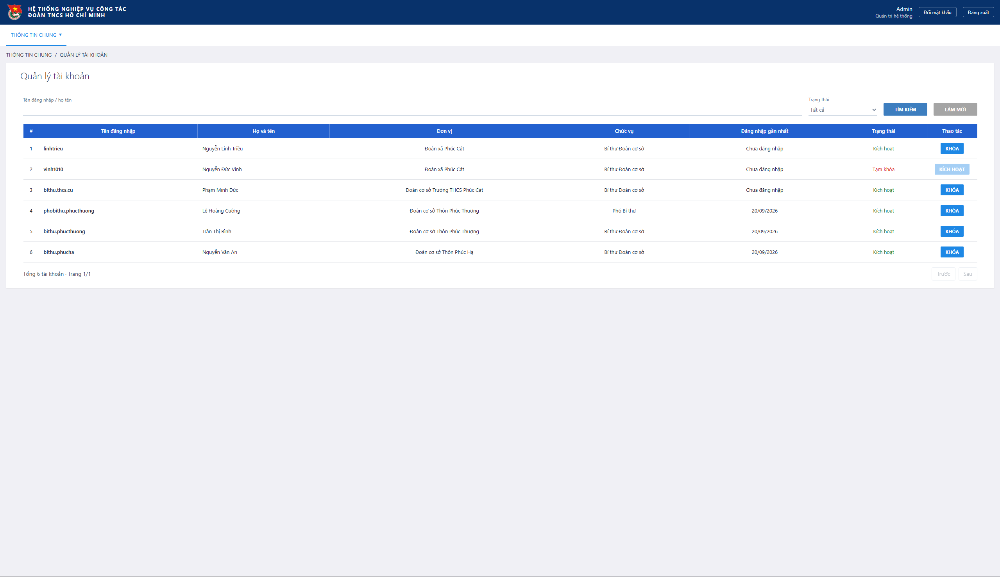 HỆ THỐNG NGHIỆP VỤ CÔNG TÁC
ĐOÀN TNCS HỒ CHÍ MINH
Admin
Quản trị hệ thống
Đổi mật khẩu
Đăng xuất
THÔNG TIN CHUNG
THÔNG TIN CHUNG / QUẢN LÝ TÀI KHOẢN
Quản lý tài khoản
Tên đăng nhập / họ tên
Trạng thái
Tất cả
TÌM KIẾM
LÀM MỚI
# Tên đăng nhập Họ và tên Đơn vị Chức vụ Đăng nhập gần nhất Trạng thái Thao tác
1 linhtrieu Nguyễn Linh Triều Đoàn xã Phúc Cát Bí thư Đoàn cơ sở Chưa đăng nhập Kích hoạt KHÓA
2 vinh1010 Nguyễn Đức Vinh Đoàn xã Phúc Cát Bí thư Đoàn cơ sở Chưa đăng nhập Tạm khóa KÍCH HOẠT
3 bithu.thcs.cu Phạm Minh Đức Đoàn cơ sở Trường THCS Phúc Cát Bí thư Đoàn cơ sở Chưa đăng nhập Kích hoạt KHÓA
4 phobithu.phucthuong Lê Hoàng Cường Đoàn cơ sở Thôn Phúc Thượng Phó Bí thư 20/09/2026 Kích hoạt KHÓA
5 bithu.phucthuong Trần Thị Bình Đoàn cơ sở Thôn Phúc Thượng Bí thư Đoàn cơ sở 20/09/2026 Kích hoạt KHÓA
6 bithu.phucha Nguyễn Văn An Đoàn cơ sở Thôn Phúc Hạ Bí thư Đoàn cơ sở 20/09/2026 Kích hoạt KHÓA
Tổng 6 tài khoản · Trang 1/1
Trước
Sau